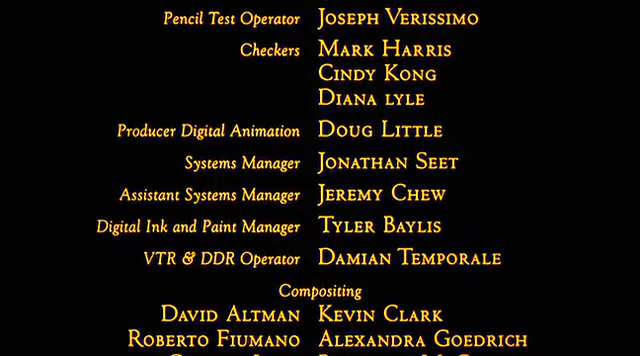 Pencil Test Operator Joseph Verissimo
Checkers Mark Harris
Cindy Kong
Diana Lyle
Producer Digital Animation Doug Little
Systems Manager Jonathan Seet
Assistant Systems Manager Jeremy Chew
Digital Ink and Paint Manager Tyler Baylis
VTR & DDR Operator Damian Temporale
Compositing
David Altman Kevin Clark
Roberto Fiumano Alexandra Goedrich